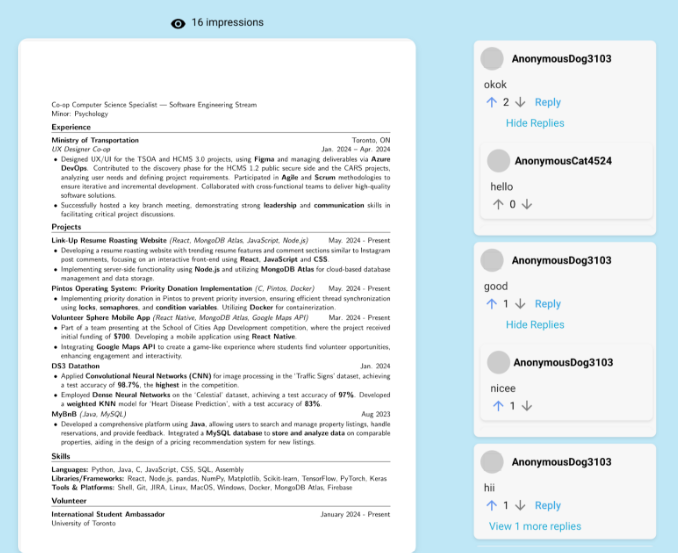 16 impressions
Co-op Computer Science Specialist — Software Engineering Stream
Minor: Psychology
Experience
Ministry of Transportation Toronto, ON
UX Designer Co-op Jan. 2024 – Apr. 2024
• Designed UX/UI for the TSOA and HCMS 3.0 projects, using Figma and managing deliverables via Azure
DevOps. Contributed to the discovery phase for the HCMS 1.2 public secure side and the CARS projects,
analyzing user needs and defining project requirements. Participated in Agile and Scrum methodologies to
ensure iterative and incremental development. Collaborated with cross-functional teams to deliver high-quality
software solutions.
• Successfully hosted a key branch meeting, demonstrating strong leadership and communication skills in
facilitating critical project discussions.
Projects
Link-Up Resume Roasting Website (React, MongoDB Atlas, JavaScript, Node.js) May. 2024 - Present
• Developing a resume roasting website with trending resume features and comment sections similar to Instagram
post comments, focusing on an interactive front-end using React, JavaScript and CSS.
• Implementing server-side functionality using Node.js and utilizing MongoDB Atlas for cloud-based database
management and data storage.
Pintos Operating System: Priority Donation Implementation (C, Pintos, Docker) May. 2024 - Present
• Implementing priority donation in Pintos to prevent priority inversion, ensuring efficient thread synchronization
using locks, semaphores, and condition variables. Utilizing Docker for containerization.
Volunteer Sphere Mobile App (React Native, MongoDB Atlas, Google Maps API) Mar. 2024 - Present
• Part of a team presenting at the School of Cities App Development competition, where the project received
initial funding of $700. Developing a mobile application using React Native.
• Integrating Google Maps API to create a game-like experience where students find volunteer opportunities,
enhancing engagement and interactivity.
DS3 Datathon Jan. 2024
• Applied Convolutional Neural Networks (CNN) for image processing in the 'Traffic Signs' dataset, achieving
a test accuracy of 98.7%, the highest in the competition.
• Employed Dense Neural Networks on the 'Celestial' dataset, achieving a test accuracy of 97%. Developed
a weighted KNN model for 'Heart Disease Prediction', with a test accuracy of 83%.
MyBnB (Java, MySQL) Aug 2023
• Developed a comprehensive platform using Java, allowing users to search and manage property listings, handle
reservations, and provide feedback. Integrated a MySQL database to store and analyze data on comparable
properties, aiding in the design of a pricing recommendation system for new listings.
Skills
Languages: Python, Java, C, JavaScript, CSS, SQL, Assembly
Libraries/Frameworks: React, Node.js, pandas, NumPy, Matplotlib, Scikit-learn, TensorFlow, PyTorch, Keras
Tools & Platforms: Shell, Git, JIRA, Linux, MacOS, Windows, Docker, MongoDB Atlas, Firebase
Volunteer
International Student Ambassador January 2024 - Present
University of Toronto
AnonymousDog3103
okok
2 Reply
Hide Replies
AnonymousCat4524
hello
0
AnonymousDog3103
good
1 Reply
Hide Replies
AnonymousDog3103
nicee
1
AnonymousDog3103
hii
1 Reply
View 1 more replies